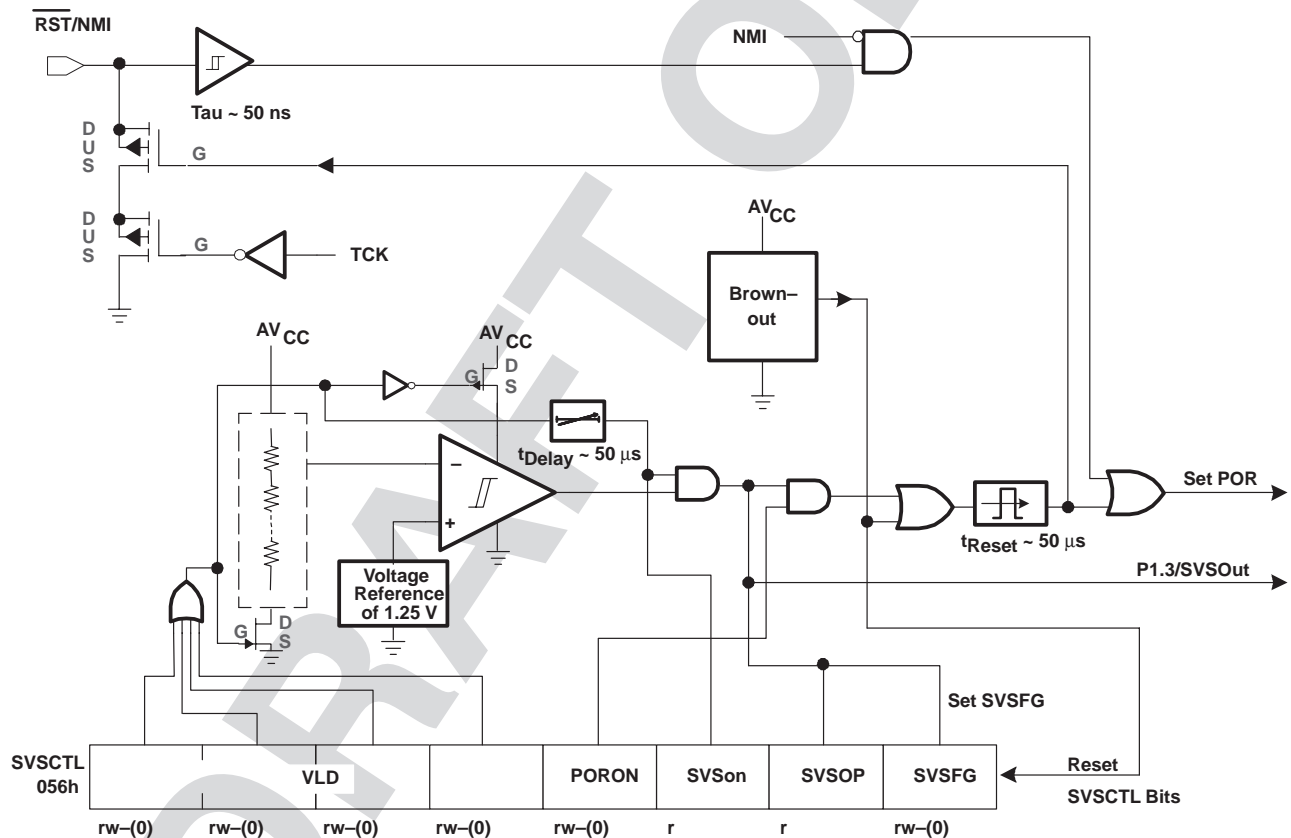 RST/NMI
NMI
Tau ~ 50 ns
D
U
S
G
D
U
S
G
TCK
AVCC
Brown–
out
AVCC
AVCC
G
D
S
tDelay ~ 50 μs
–
+
Voltage
Reference
of 1.25 V
G
D
S
tReset ~ 50 μs
Set POR
P1.3/SVSOut
Set SVSFG
SVSCTL
056h
VLD
PORON
SVSon
SVSOP
SVSFG
Reset
SVSCTL Bits
rw–(0)
rw–(0)
rw–(0)
rw–(0)
rw–(0)
r
r
rw–(0)
DRAFT O